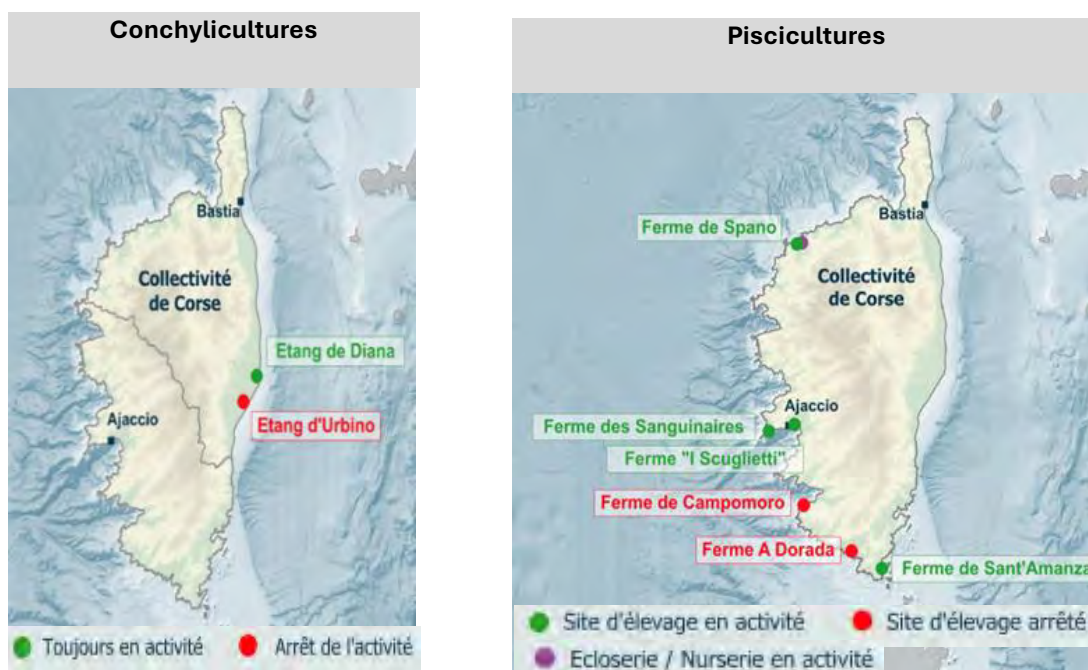 Conchylicultures
Bastia
Collectivité
de Corse
Etang de Diana
Ajaccio
Etang d'Urbino
Toujours en activité
Arrêt de l'activité
Piscicultures
Bastia
Ferme de Spano
Collectivité
de Corse
Ajaccio
Ferme des Sanguinaires
Ferme "I Scuglietti"
Ferme de Campomoro
Ferme A Dorada
Ferme de Sant'Amanza
Site d'élevage en activité
Site d'élevage arrêté
Ecloserie / Nurserie en activité